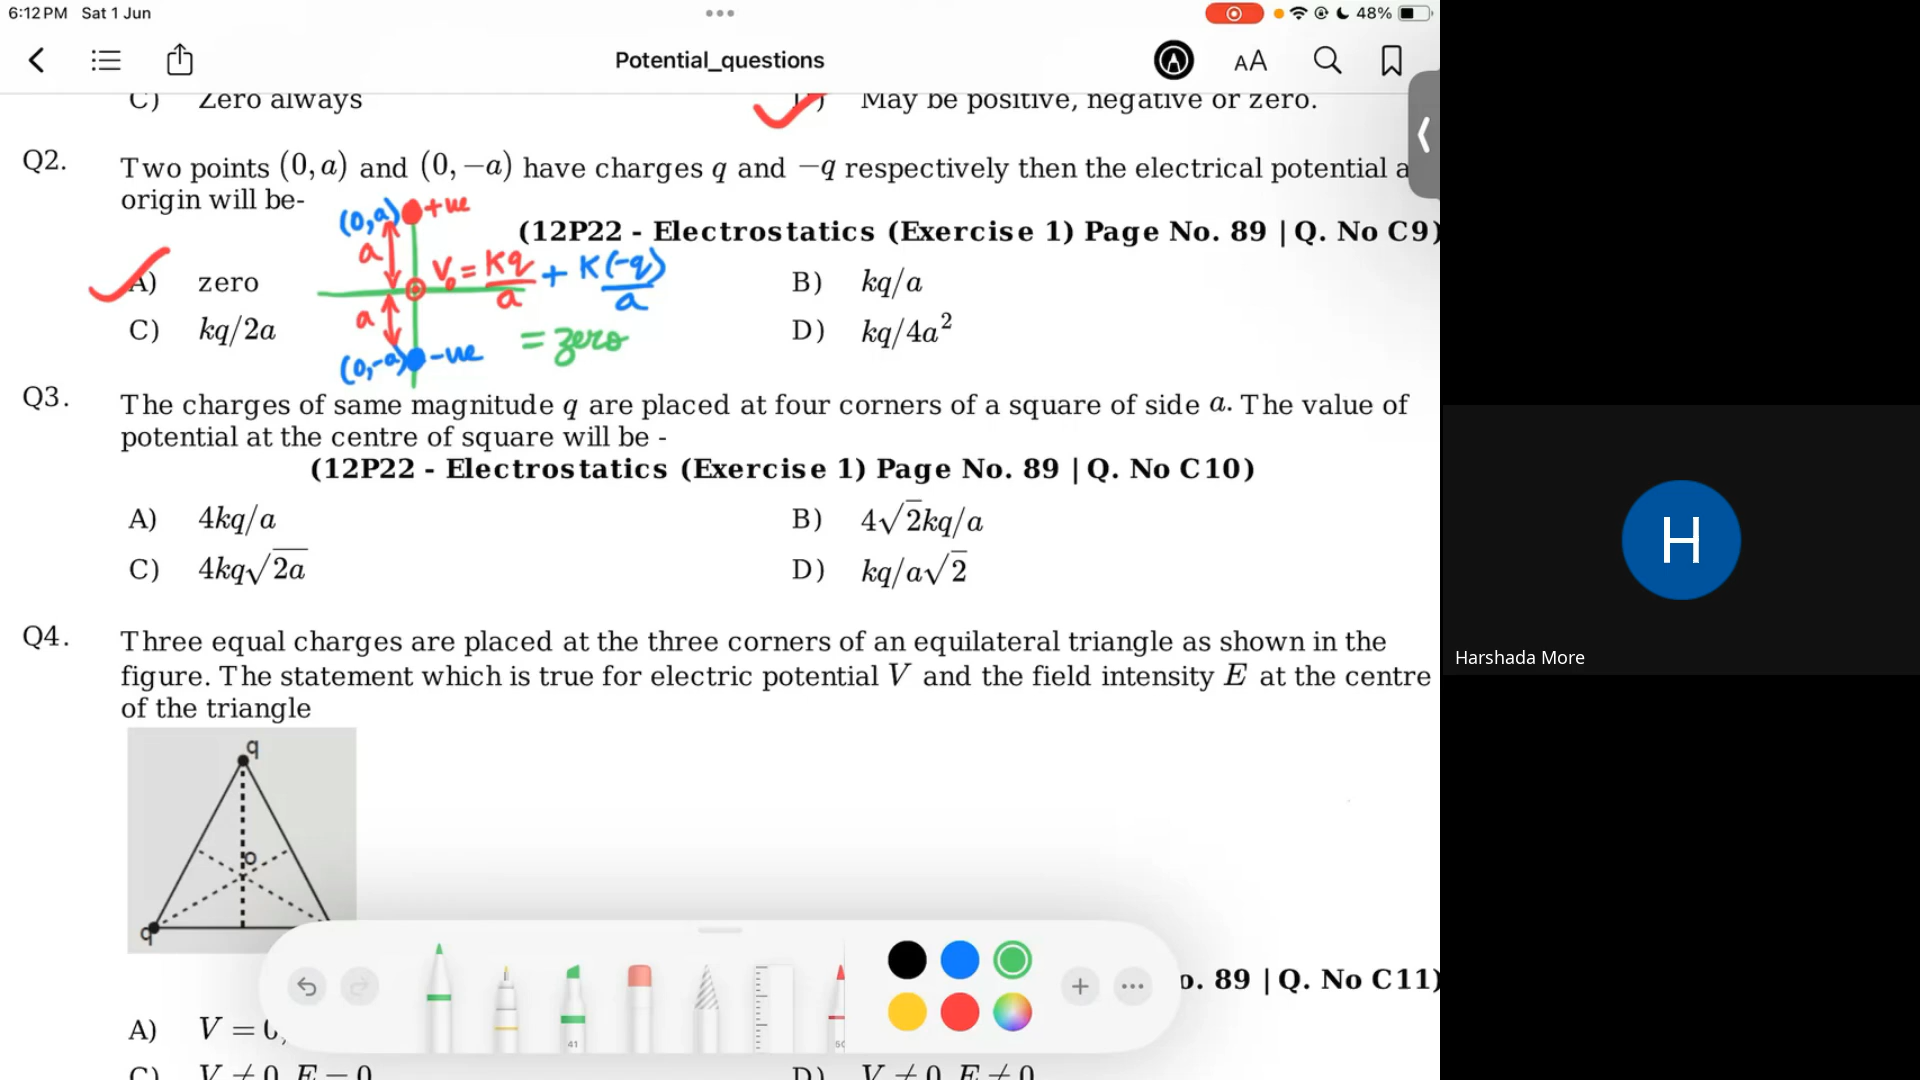 6:12 PM Sat 1 Jun
48%
Potential_questions
AA
C) Zero always
D) May be positive, negative or zero.
Q2. Two points (0, a) and (0, −a) have charges q and −q respectively then the electrical potential a
origin will be-
(0,a) +ve
(12P22 - Electrostatics (Exercise 1) Page No. 89 | Q. No C9)
a
V₀ = Kq/a + K(-q)/a
A) zero
B) kq/a
a
= zero
C) kq/2a
D) kq/4a²
(0,-a) -ve
Q3. The charges of same magnitude q are placed at four corners of a square of side a. The value of
potential at the centre of square will be -
(12P22 - Electrostatics (Exercise 1) Page No. 89 | Q. No C10)
A) 4kq/a
B) 4√2kq/a
C) 4kq√2a
D) kq/a√2
Q4. Three equal charges are placed at the three corners of an equilateral triangle as shown in the
figure. The statement which is true for electric potential V and the field intensity E at the centre
of the triangle
q
o
q
o. 89 | Q. No C11)
A) V = 0,
C) V ≠ 0, E = 0
D) V ≠ 0, E ≠ 0
41
50
H
Harshada More